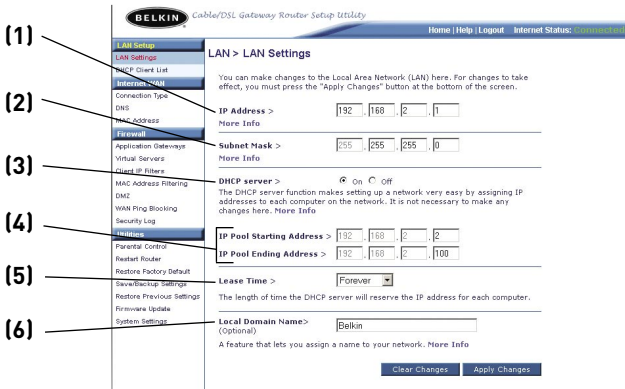 BELKIN Cable/DSL Gateway Router Setup Utility
Home | Help | Logout Internet Status: Connected
(1)
(2)
(3)
(4)
(5)
(6)
LAN Setup
LAN Settings
DHCP Client List
Internet WAN
Connection Type
DNS
MAC Address
Firewall
Application Gateways
Virtual Servers
Client IP Filters
MAC Address Filtering
DMZ
WAN Ping Blocking
Security Log
Utilities
Parental Control
Restart Router
Restore Factory Default
Save/Backup Settings
Restore Previous Settings
Firmware Update
System Settings
LAN > LAN Settings
You can make changes to the Local Area Network (LAN) here. For changes to take
effect, you must press the "Apply Changes" button at the bottom of the screen.
IP Address > 192 . 168 . 2 . 1
More Info
Subnet Mask > 255 . 255 . 255 . 0
More Info
DHCP server > On Off
The DHCP server function makes setting up a network very easy by assigning IP
addresses to each computer on the network. It is not necessary to make any
changes here. More Info
IP Pool Starting Address > 192 . 168 . 2 . 2
IP Pool Ending Address > 192 . 168 . 2 . 100
Lease Time > Forever
The length of time the DHCP server will reserve the IP address for each computer.
Local Domain Name> Belkin
(Optional)
A feature that lets you assign a name to your network. More Info
Clear Changes Apply Changes